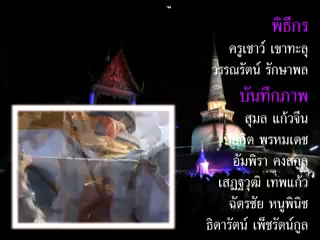 พิธีกร
ครูเชาว์ เขาทะลุ
วรรณรัตน์ รักษาพล
บันทึกภาพ
สุมล แก้วจีน
พรหมเดช
อัมพิรา คงสกุล
เสฏฐวุฒิ เทพแก้ว
ฉัตรชัย หนูพินิช
ธิดารัตน์ เพ็ชรัตน์กูล